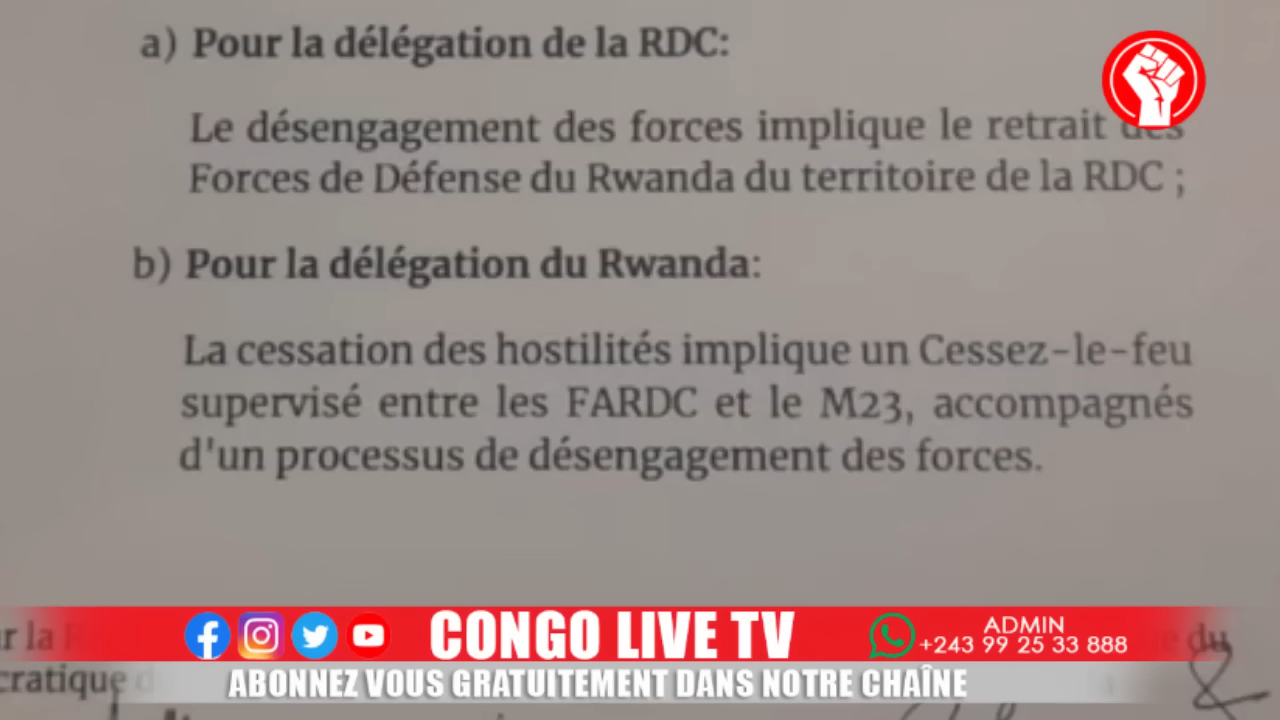 a) Pour la délégation de la RDC:
Le désengagement des forces implique le retrait des
Forces de Défense du Rwanda du territoire de la RDC ;
b) Pour la délégation du Rwanda:
La cessation des hostilités implique un Cessez-le-feu
supervisé entre les FARDC et le M23, accompagnés
d'un processus de désengagement des forces.
CONGO LIVE TV
ADMIN
+243 99 25 33 888
r la
du
cratique
ABONNEZ VOUS GRATUITEMENT DANS NOTRE CHAÎNE